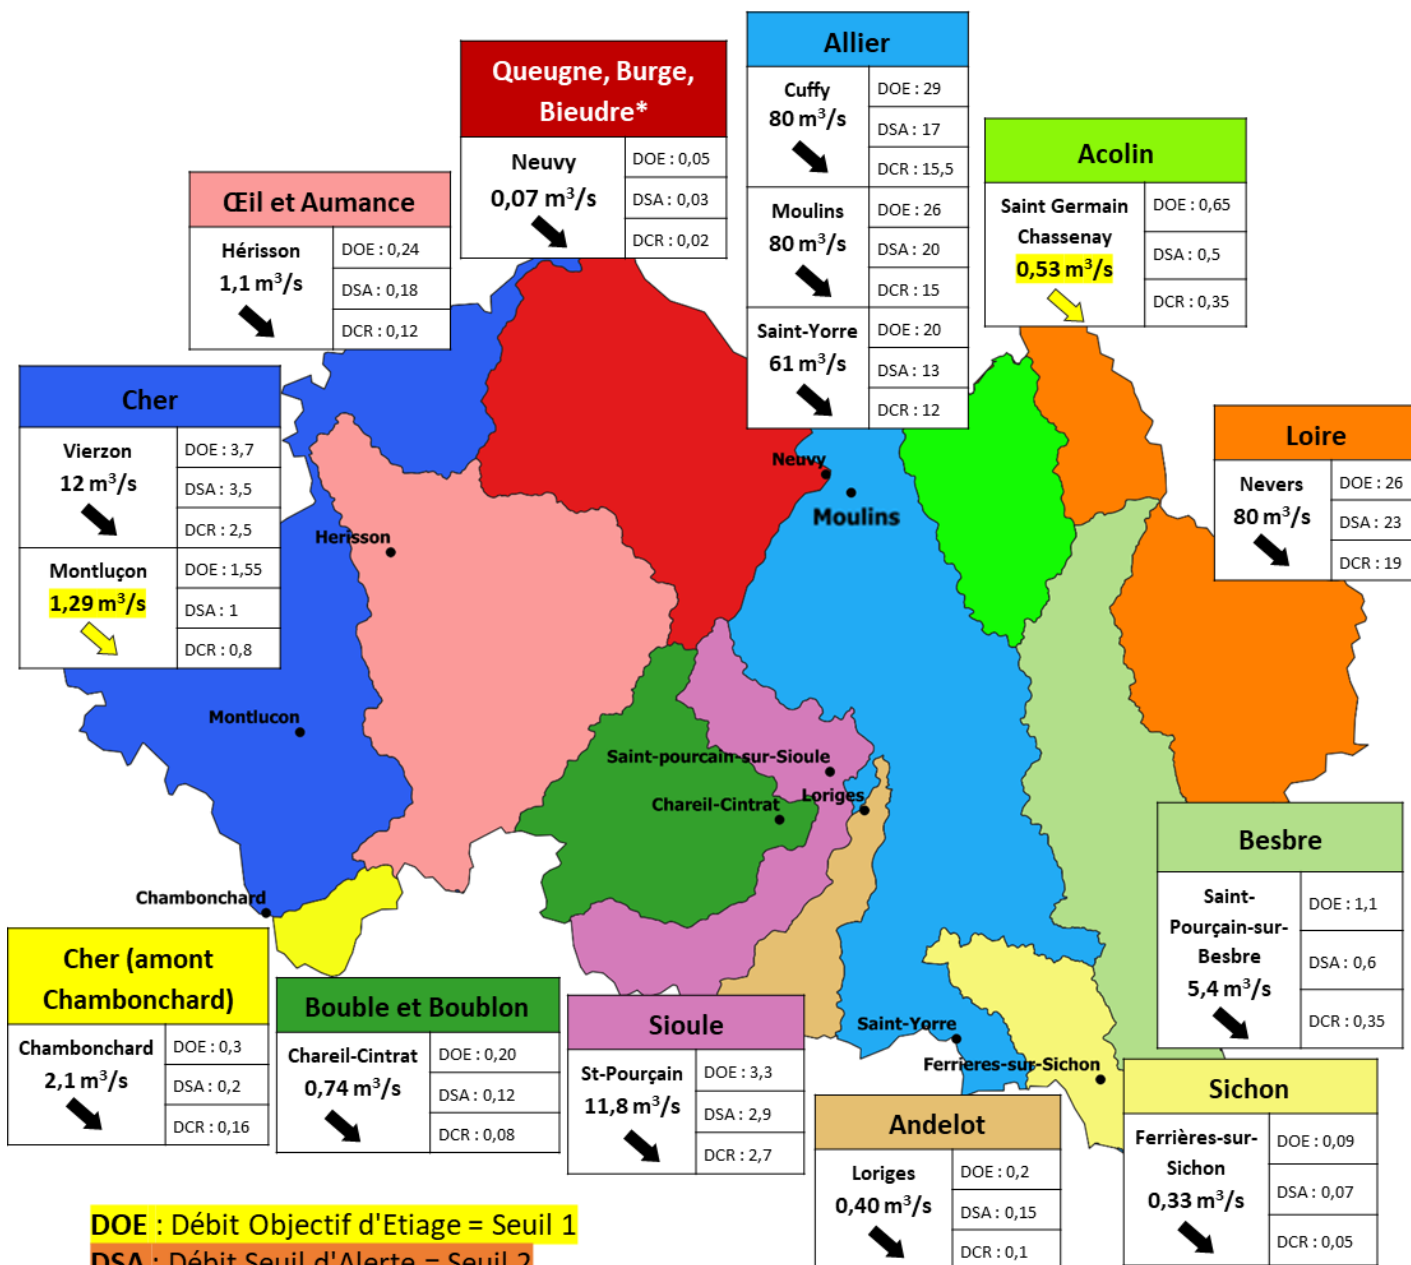 Allier
Cuffy
80 m³/s
DOE : 29
DSA : 17
DCR : 15,5
Moulins
80 m³/s
DOE : 26
DSA : 20
DCR : 15
Saint-Yorre
61 m³/s
DOE : 20
DSA : 13
DCR : 12
Queugne, Burge,
Bieudre*
Neuvy
0,07 m³/s
DOE : 0,05
DSA : 0,03
DCR : 0,02
Acolin
Saint Germain
Chassenay
0,53 m³/s
DOE : 0,65
DSA : 0,5
DCR : 0,35
Œil et Aumance
Hérisson
1,1 m³/s
DOE : 0,24
DSA : 0,18
DCR : 0,12
Cher
Vierzon
12 m³/s
DOE : 3,7
DSA : 3,5
DCR : 2,5
Montluçon
1,29 m³/s
DOE : 1,55
DSA : 1
DCR : 0,8
Loire
Nevers
80 m³/s
DOE : 26
DSA : 23
DCR : 19
Neuvy
Moulins
Herisson
Montlucon
Saint-pourcain-sur-Sioule
Loriges
Chareil-Cintrat
Chambonchard
Saint-Yorre
Ferrieres-sur-Sichon
Besbre
Saint-
Pourçain-sur-
Besbre
5,4 m³/s
DOE : 1,1
DSA : 0,6
DCR : 0,35
Cher (amont
Chambonchard)
Chambonchard
2,1 m³/s
DOE : 0,3
DSA : 0,2
DCR : 0,16
Bouble et Boublon
Chareil-Cintrat
0,74 m³/s
DOE : 0,20
DSA : 0,12
DCR : 0,08
Sioule
St-Pourçain
11,8 m³/s
DOE : 3,3
DSA : 2,9
DCR : 2,7
Andelot
Loriges
0,40 m³/s
DOE : 0,2
DSA : 0,15
DCR : 0,1
Sichon
Ferrières-sur-
Sichon
0,33 m³/s
DOE : 0,09
DSA : 0,07
DCR : 0,05
DOE : Débit Objectif d'Etiage = Seuil 1
DSA : Débit Seuil d'Alerte = Seuil 2